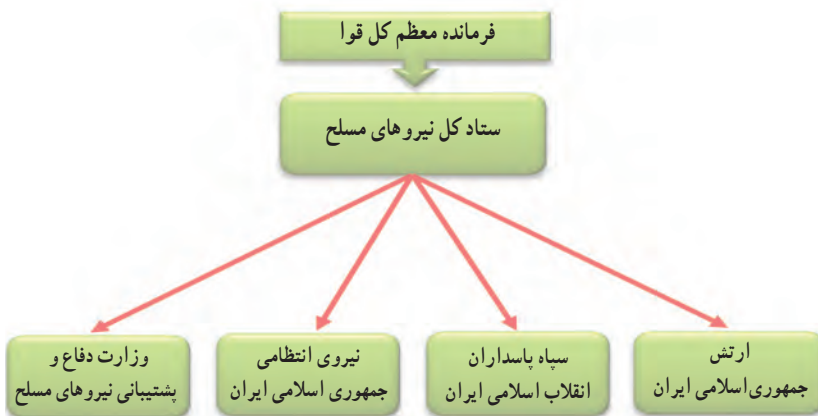 فرمانده معظم کل قوا
ستاد کل نیروهای مسلح
ارتش
جمهوری اسلامی ایران
سپاه پاسداران
انقلاب اسلامی ایران
نیروی انتظامی
جمهوری اسلامی ایران
وزارت دفاع و
پشتیبانی نیروهای مسلح